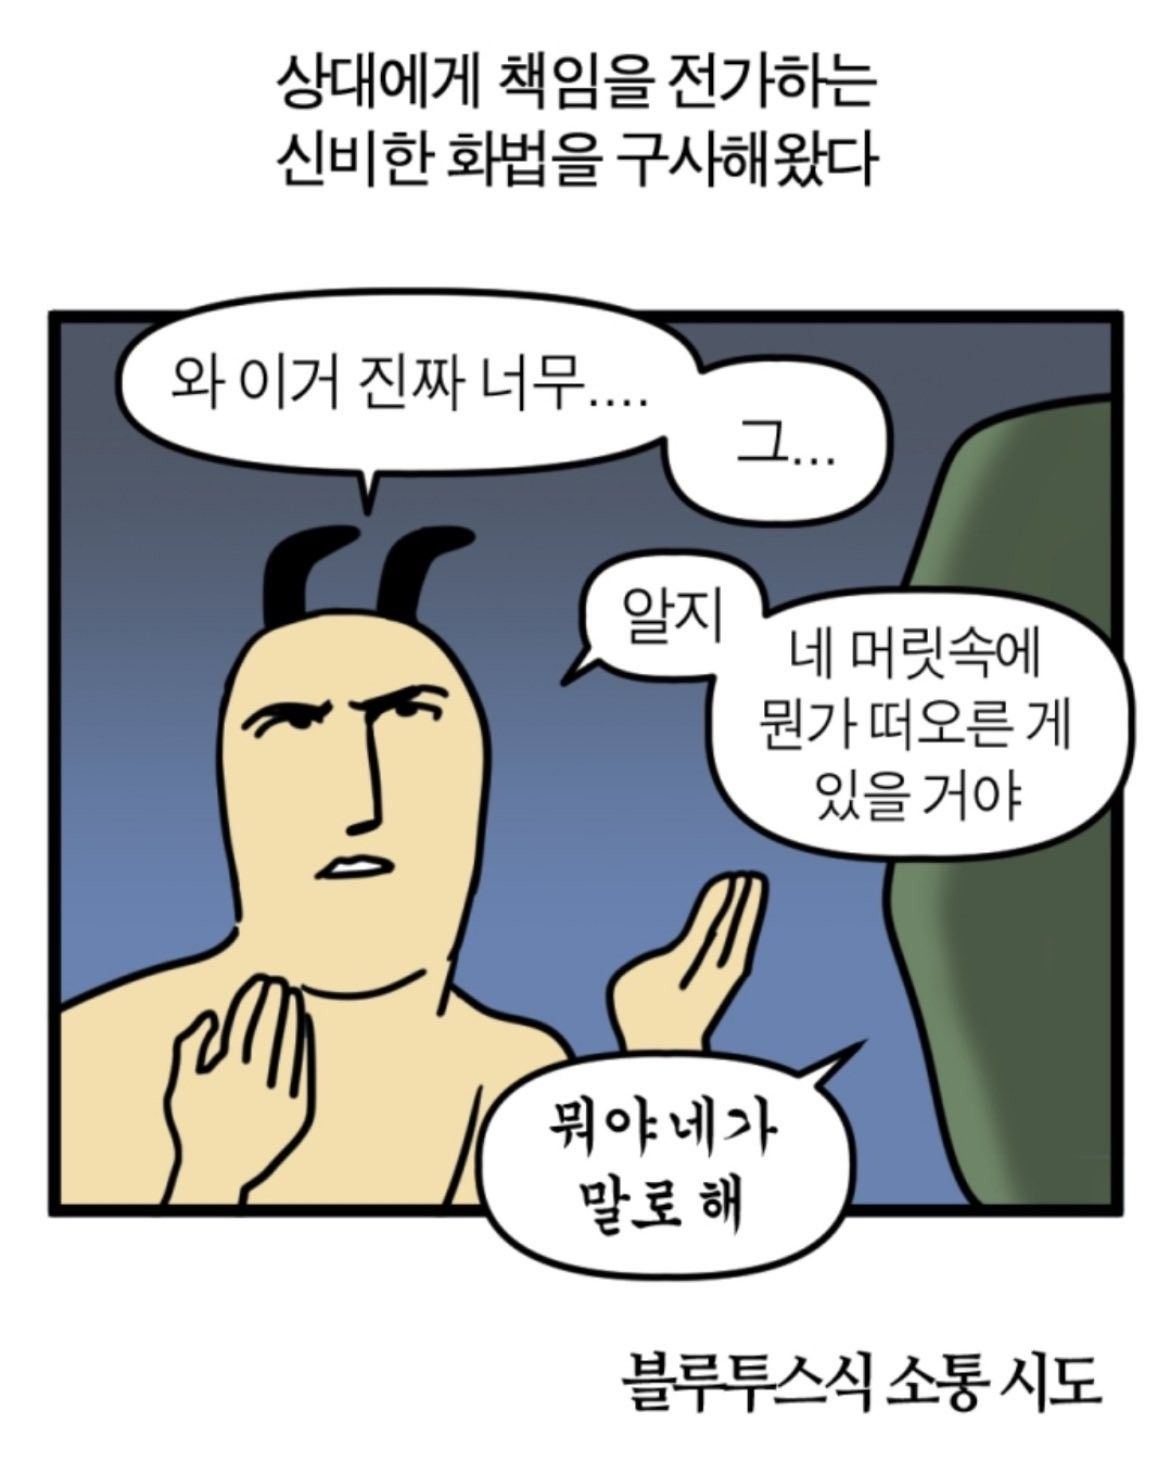 상대에게 책임을 전가하는
신비한 화법을 구사해왔다
와 이거 진짜 너무....
그...
알지
네 머릿속에
뭔가 떠오른 게
있을 거야
뭐야 네가
말로 해
블루투스식 소통 시도